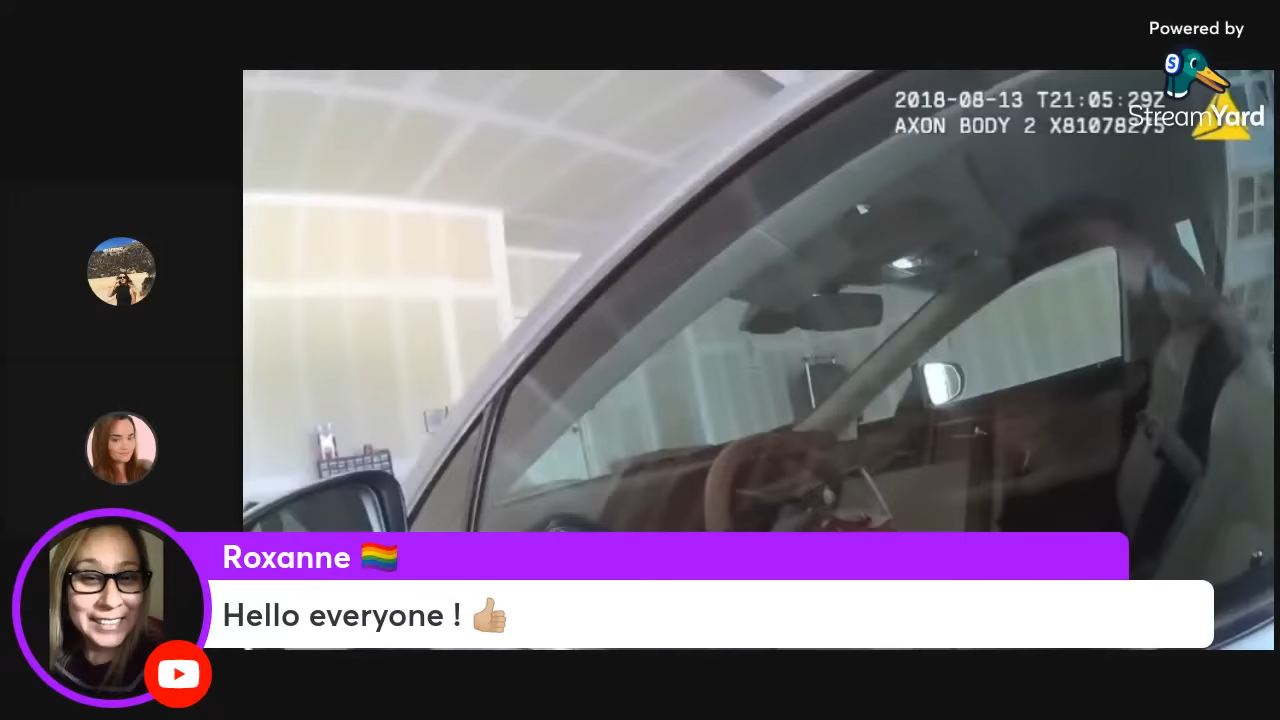 Powered by
StreamYard
2018-08-13 T21:05:29Z
AXON BODY 2 X81078275
Roxanne 🏳️‍🌈
Hello everyone ! 👍🏼